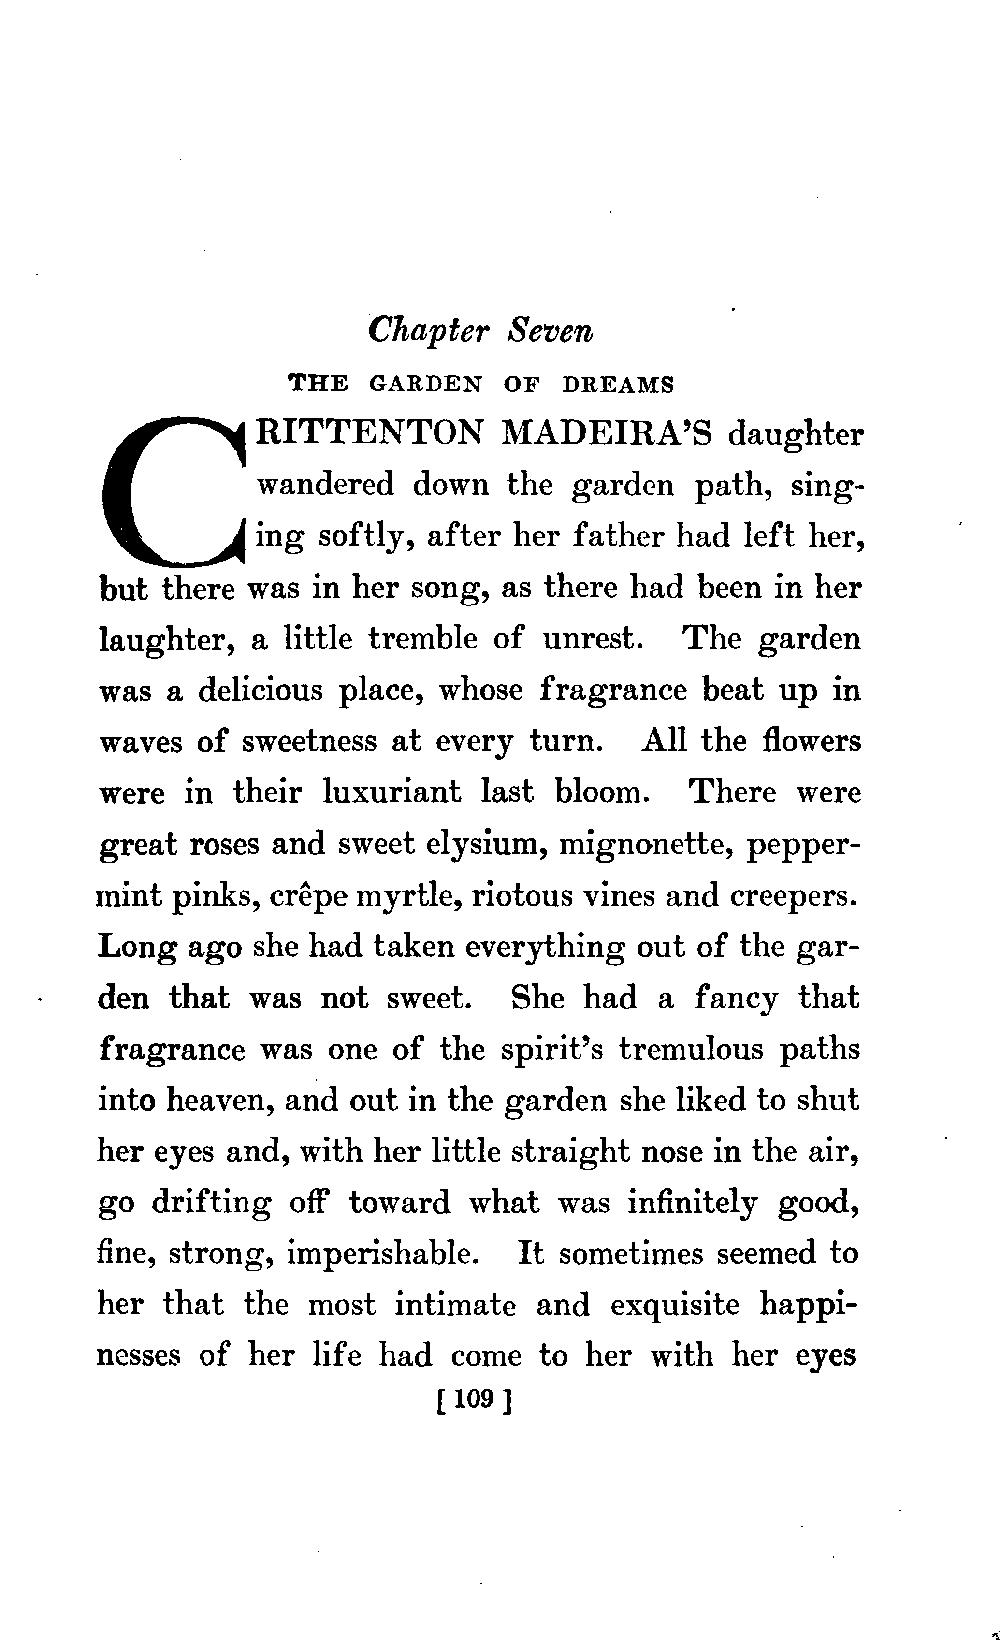 Chapter Seven
THE GARDEN OF DREAMS
CRITTENTON MADEIRA'S daughter
wandered down the garden path, sing-
ing softly, after her father had left her,
but there was in her song, as there had been in her
laughter, a little tremble of unrest. The garden
was a delicious place, whose fragrance beat up in
waves of sweetness at every turn. All the flowers
were in their luxuriant last bloom. There were
great roses and sweet elysium, mignonette, pepper-
mint pinks, crêpe myrtle, riotous vines and creepers.
Long ago she had taken everything out of the gar-
den that was not sweet. She had a fancy that
fragrance was one of the spirit's tremulous paths
into heaven, and out in the garden she liked to shut
her eyes and, with her little straight nose in the air,
go drifting off toward what was infinitely good,
fine, strong, imperishable. It sometimes seemed to
her that the most intimate and exquisite happi-
nesses of her life had come to her with her eyes
[ 109 ]